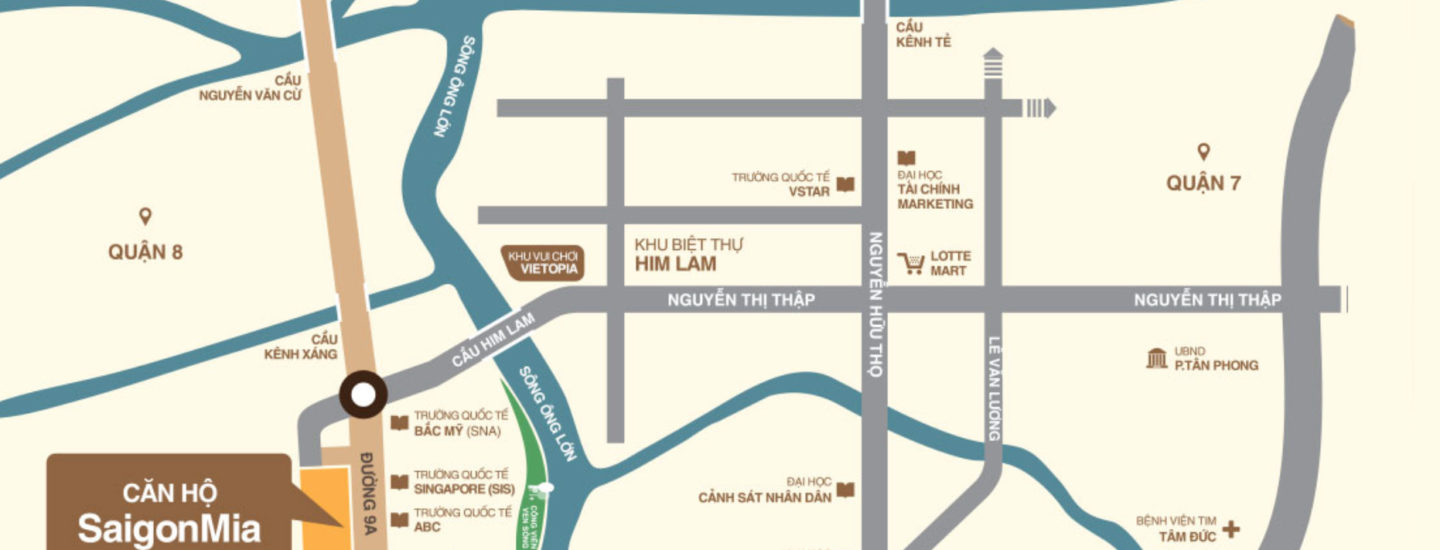 SÔNG ÔNG LỚN
CẦU
KÊNH TẺ
CẦU
NGUYỄN VĂN CỪ
TRƯỜNG QUỐC TẾ
VSTAR
ĐẠI HỌC
TÀI CHÍNH
MARKETING
QUẬN 7
QUẬN 8
KHU VUI CHƠI
VIETOPIA
KHU BIỆT THỰ
HIM LAM
NGUYỄN HỮU THỌ
LOTTE
MART
NGUYỄN THỊ THẬP
NGUYỄN THỊ THẬP
CẦU
KÊNH XÁNG
CẦU HIM LAM
LÊ VĂN LƯƠNG
UBND
P.TÂN PHONG
SÔNG ÔNG LỚN
TRƯỜNG QUỐC TẾ
BẮC MỸ (SNA)
ĐƯỜNG 9A
TRƯỜNG QUỐC TẾ
SINGAPORE (SIS)
TRƯỜNG QUỐC TẾ
ABC
CÔNG VIÊN
VEN SÔNG
ĐẠI HỌC
CẢNH SÁT NHÂN DÂN
BỆNH VIỆN TIM
TÂM ĐỨC
CĂN HỘ
SaigonMia